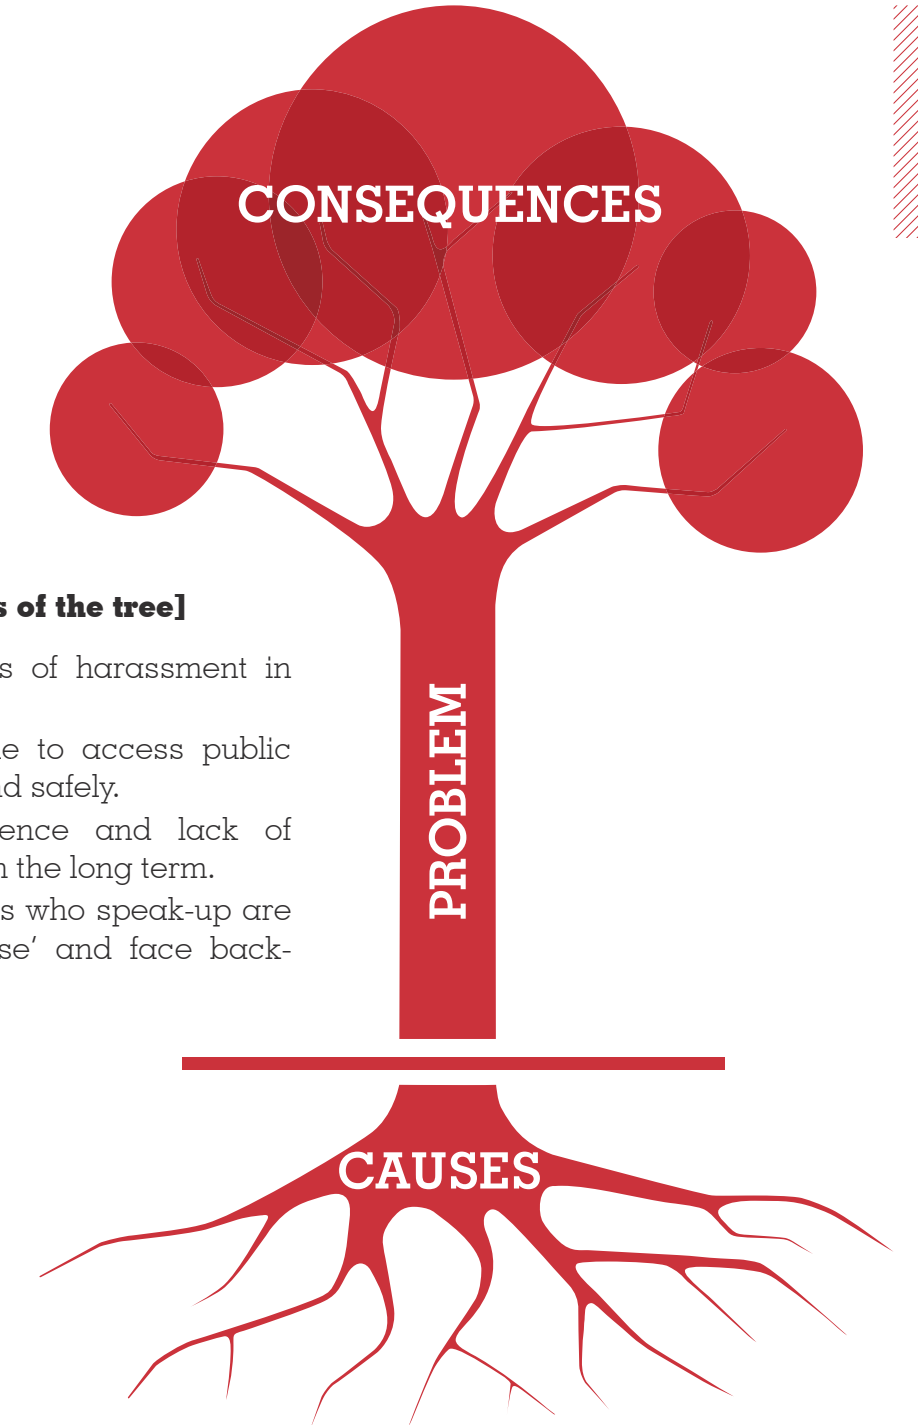 CONSEQUENCES
s of the tree]
s of harassment in
e to access public
nd safely.
ence and lack of
n the long term.
s who speak-up are
se’ and face back-
PROBLEM
CAUSES